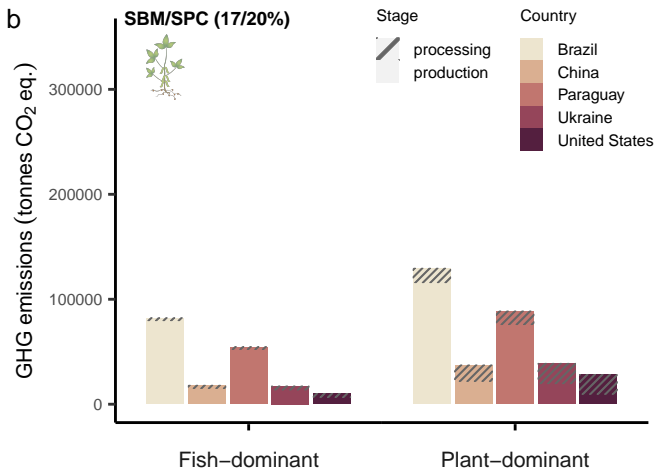 b
SBM/SPC (17/20%)
Stage
processing
production
Country
Brazil
China
Paraguay
Ukraine
United States
GHG emissions (tonnes CO₂ eq.)
300000
200000
100000
0
Fish−dominant
Plant−dominant